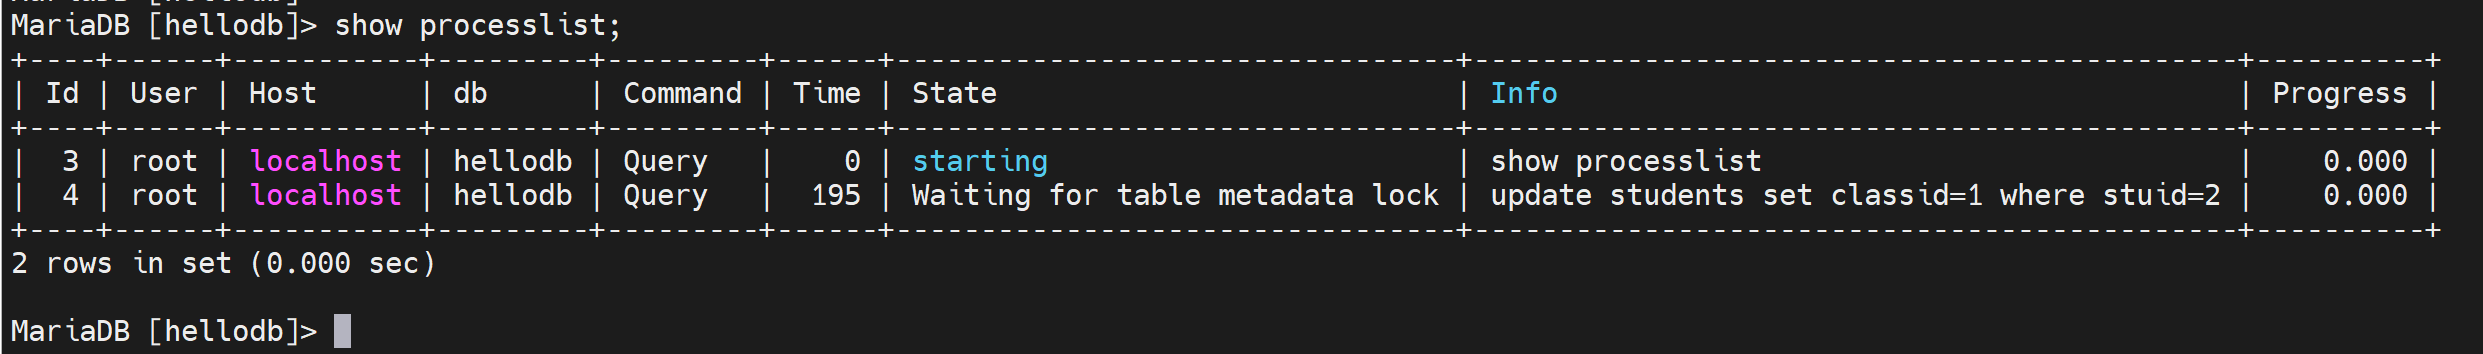 MariaDB [hellodb]> show processlist;
+----+------+-----------+---------+---------+------+---------------------------------+---------------------------------------------+----------+
| Id | User | Host      | db      | Command | Time | State                           | Info                                        | Progress |
+----+------+-----------+---------+---------+------+---------------------------------+---------------------------------------------+----------+
|  3 | root | localhost | hellodb | Query   |    0 | starting                        | show processlist                            |    0.000 |
|  4 | root | localhost | hellodb | Query   |  195 | Waiting for table metadata lock | update students set classid=1 where stuid=2 |    0.000 |
+----+------+-----------+---------+---------+------+---------------------------------+---------------------------------------------+----------+
2 rows in set (0.000 sec)
MariaDB [hellodb]>